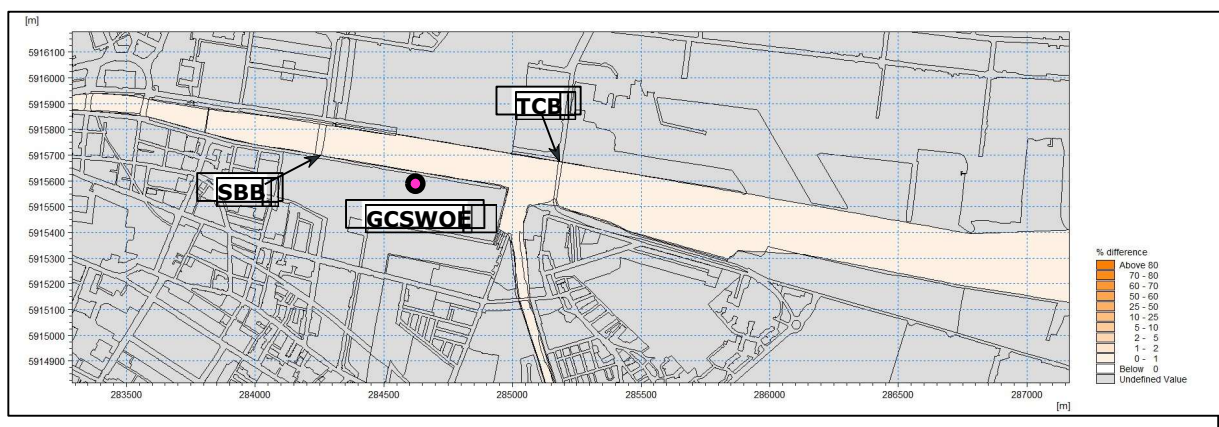 [m]
5916100
5916000
5915900
5915800
5915700
5915600
5915500
5915400
5915300
5915200
5915100
5915000
5914900
TCB
SBB
GCSWOE
283500
284000
284500
285000
285500
286000
286500
287000
[m]
% difference
Above 80
70 - 80
60 - 70
50 - 60
25 - 50
10 - 25
5 - 10
2 - 5
1 - 2
0 - 1
Below 0
Undefined Value